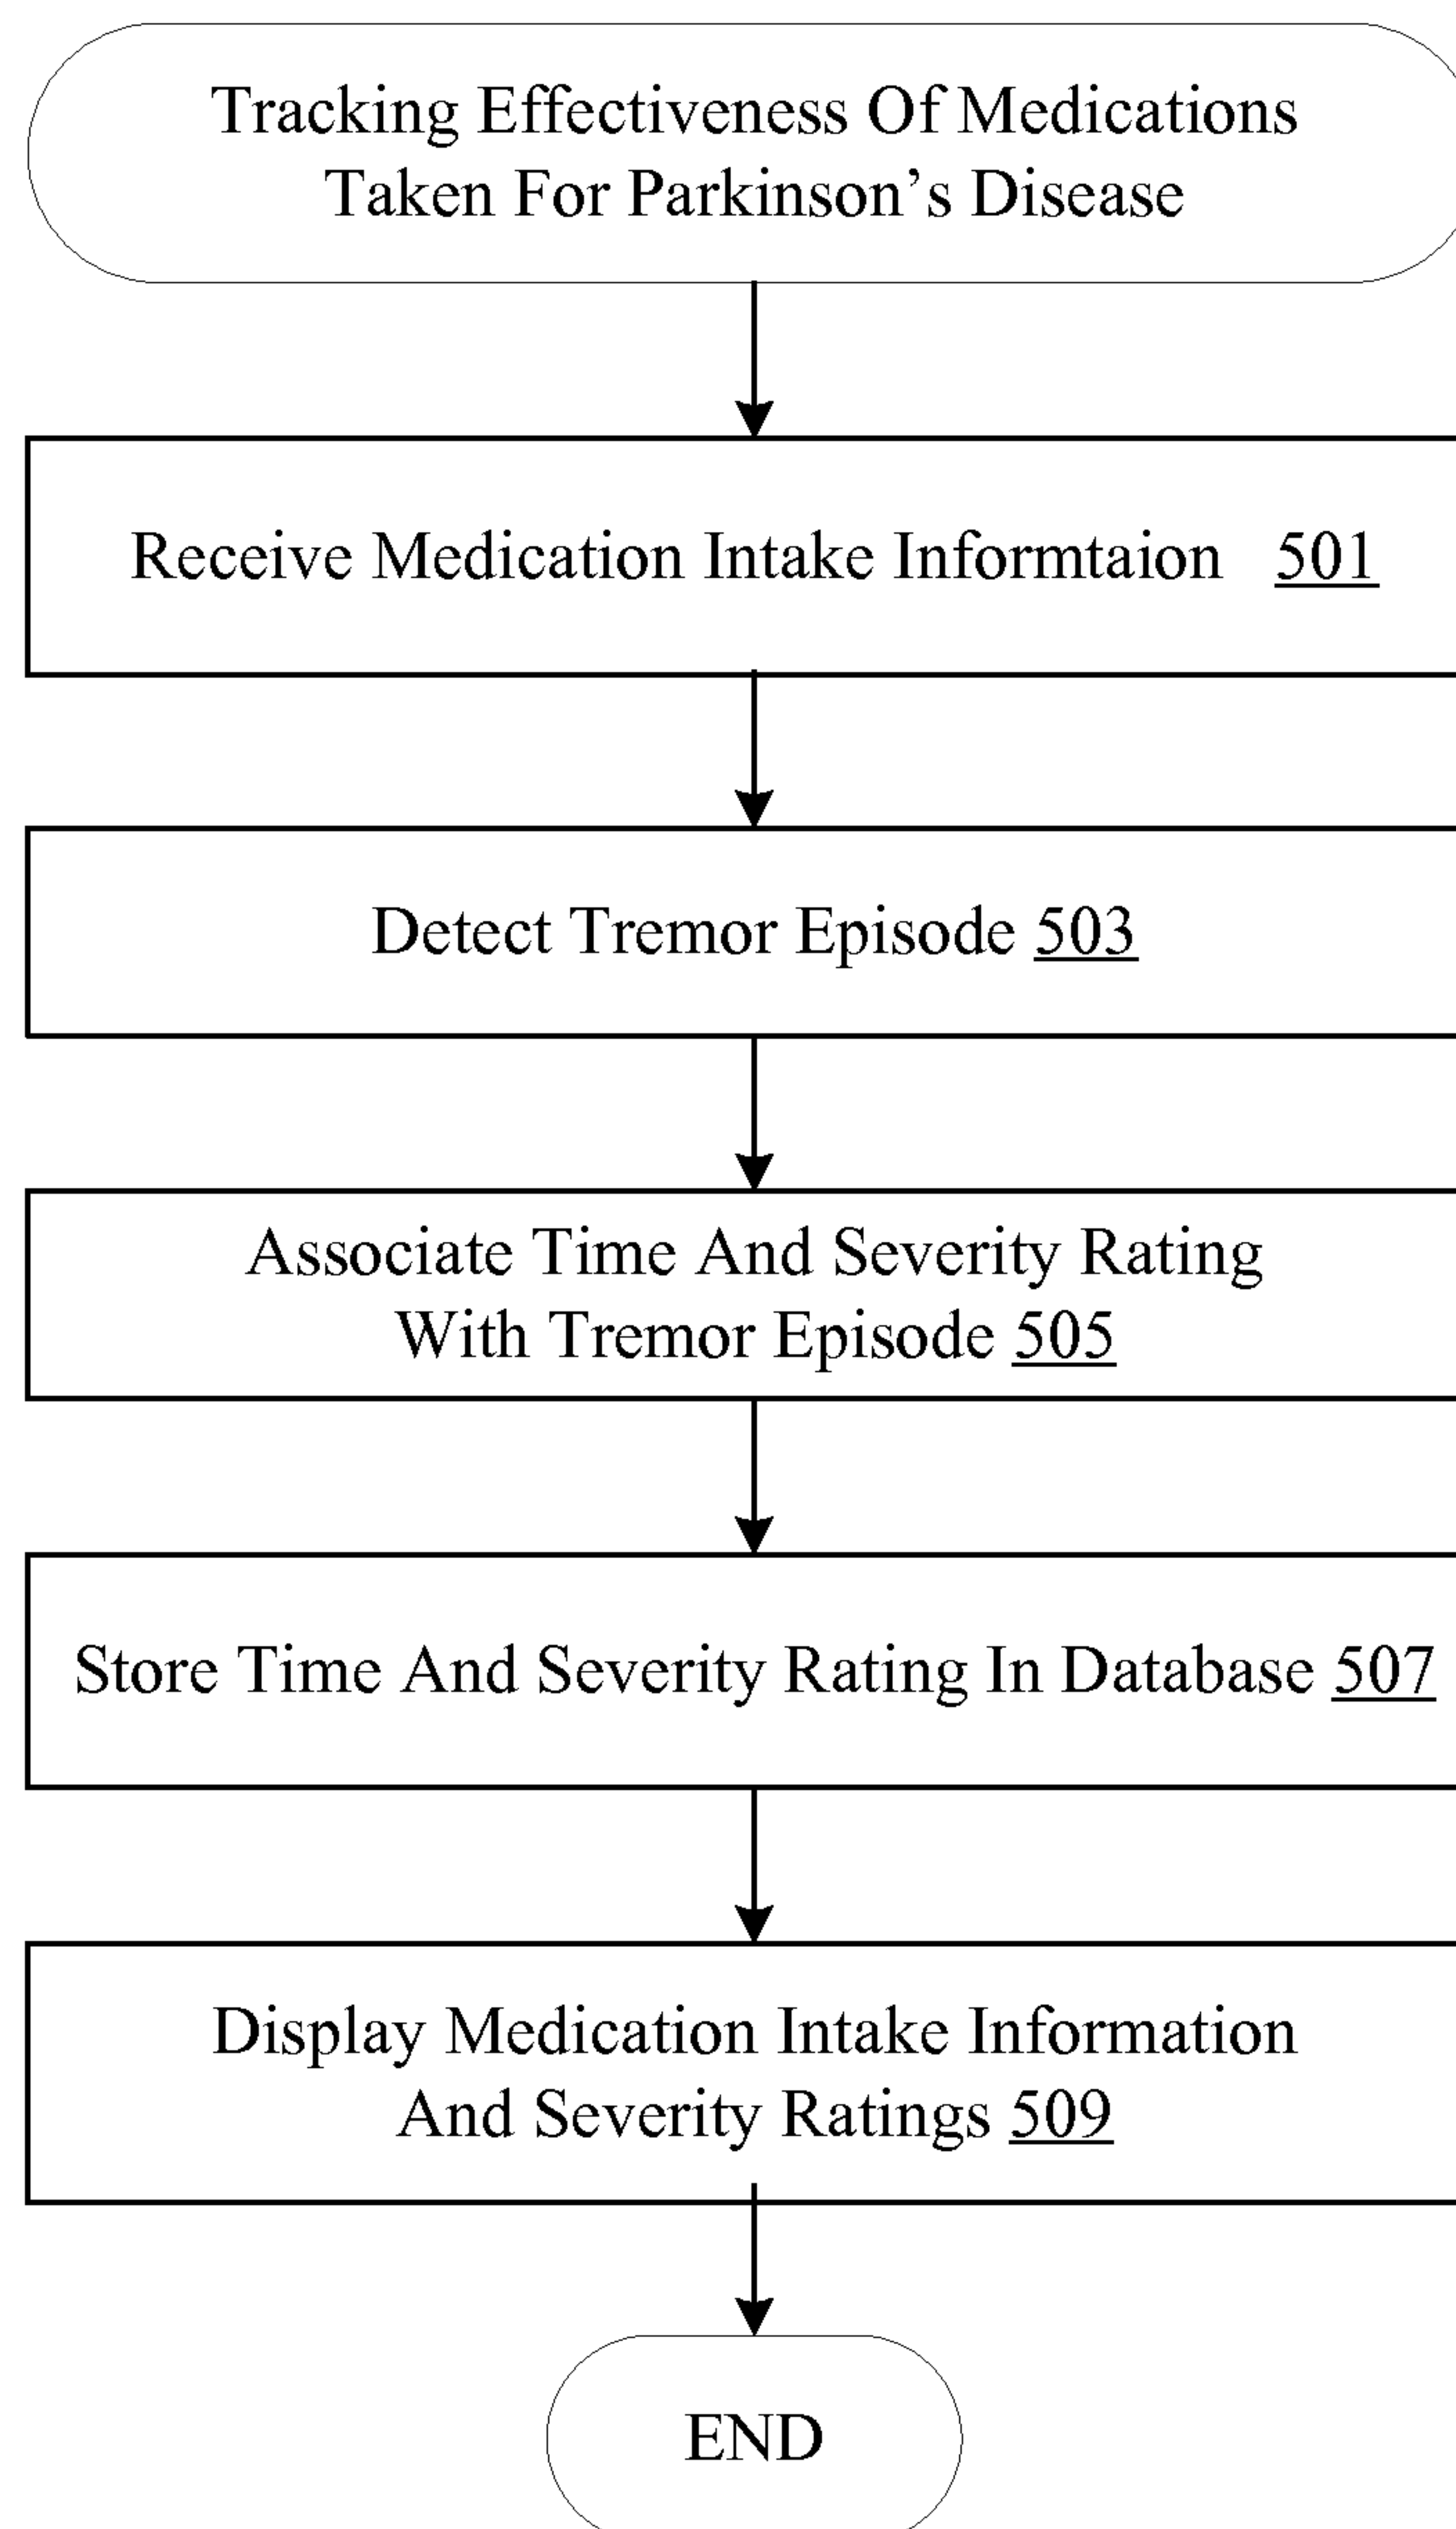 Tracking Effectiveness Of Medications
Taken For Parkinson’s Disease
Receive Medication Intake Informtaion 501
Detect Tremor Episode 503
Associate Time And Severity Rating
With Tremor Episode 505
Store Time And Severity Rating In Database 507
Display Medication Intake Information
And Severity Ratings 509
END